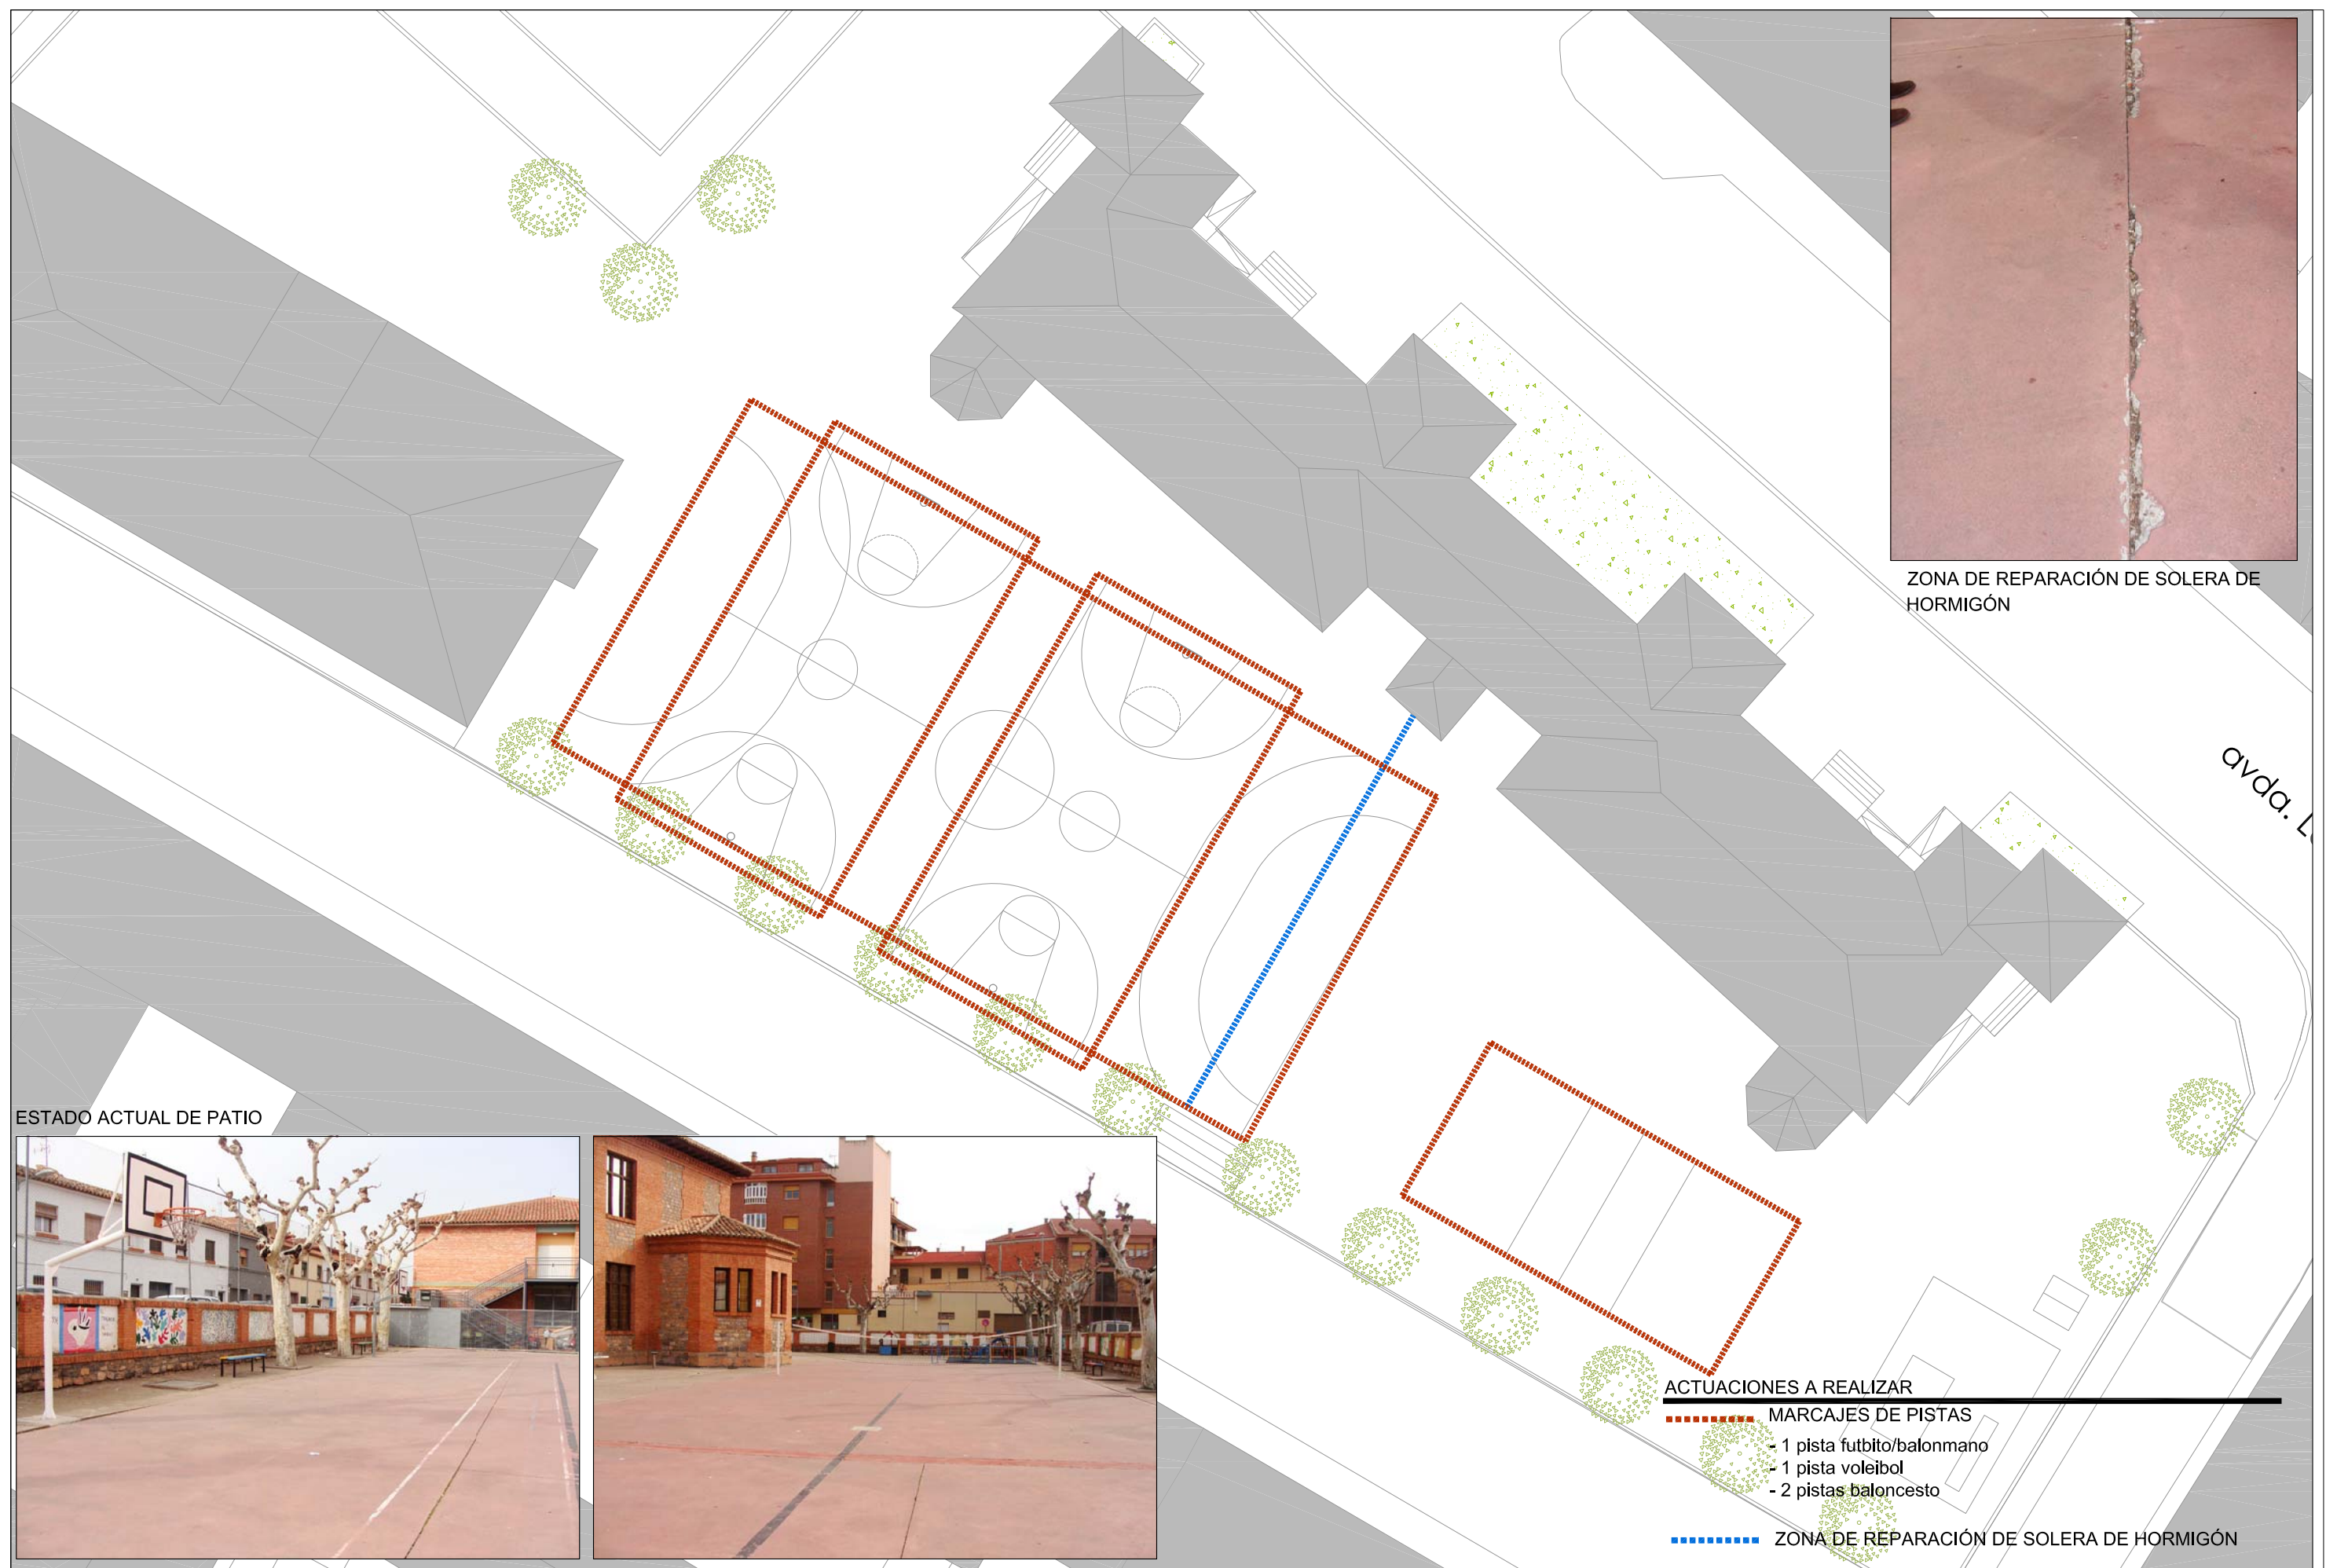 ZONA DE REPARACIÓN DE SOLERA DE
HORMIGÓN
avda.
ESTADO ACTUAL DE PATIO
ACTUACIONES A REALIZAR
MARCAJES DE PISTAS
- 1 pista futbito/balonmano
- 1 pista voleibol
- 2 pistas baloncesto
ZONA DE REPARACIÓN DE SOLERA DE HORMIGÓN